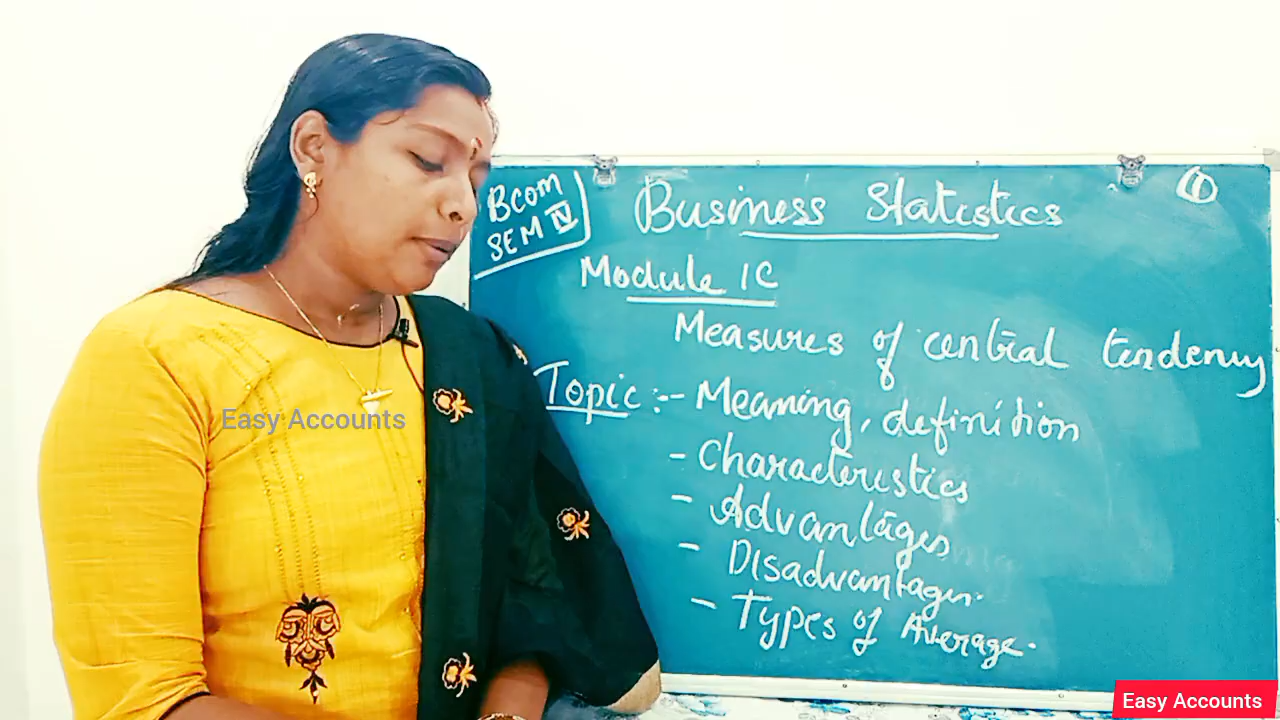 Bcom
SEM IV
Business Statistics
1
Module 1C
Measures of central tendency
Topic :- Meaning, definition
- Characteristics
- Advantages
- Disadvantages.
- Types of Average.
Easy Accounts
Easy Accounts